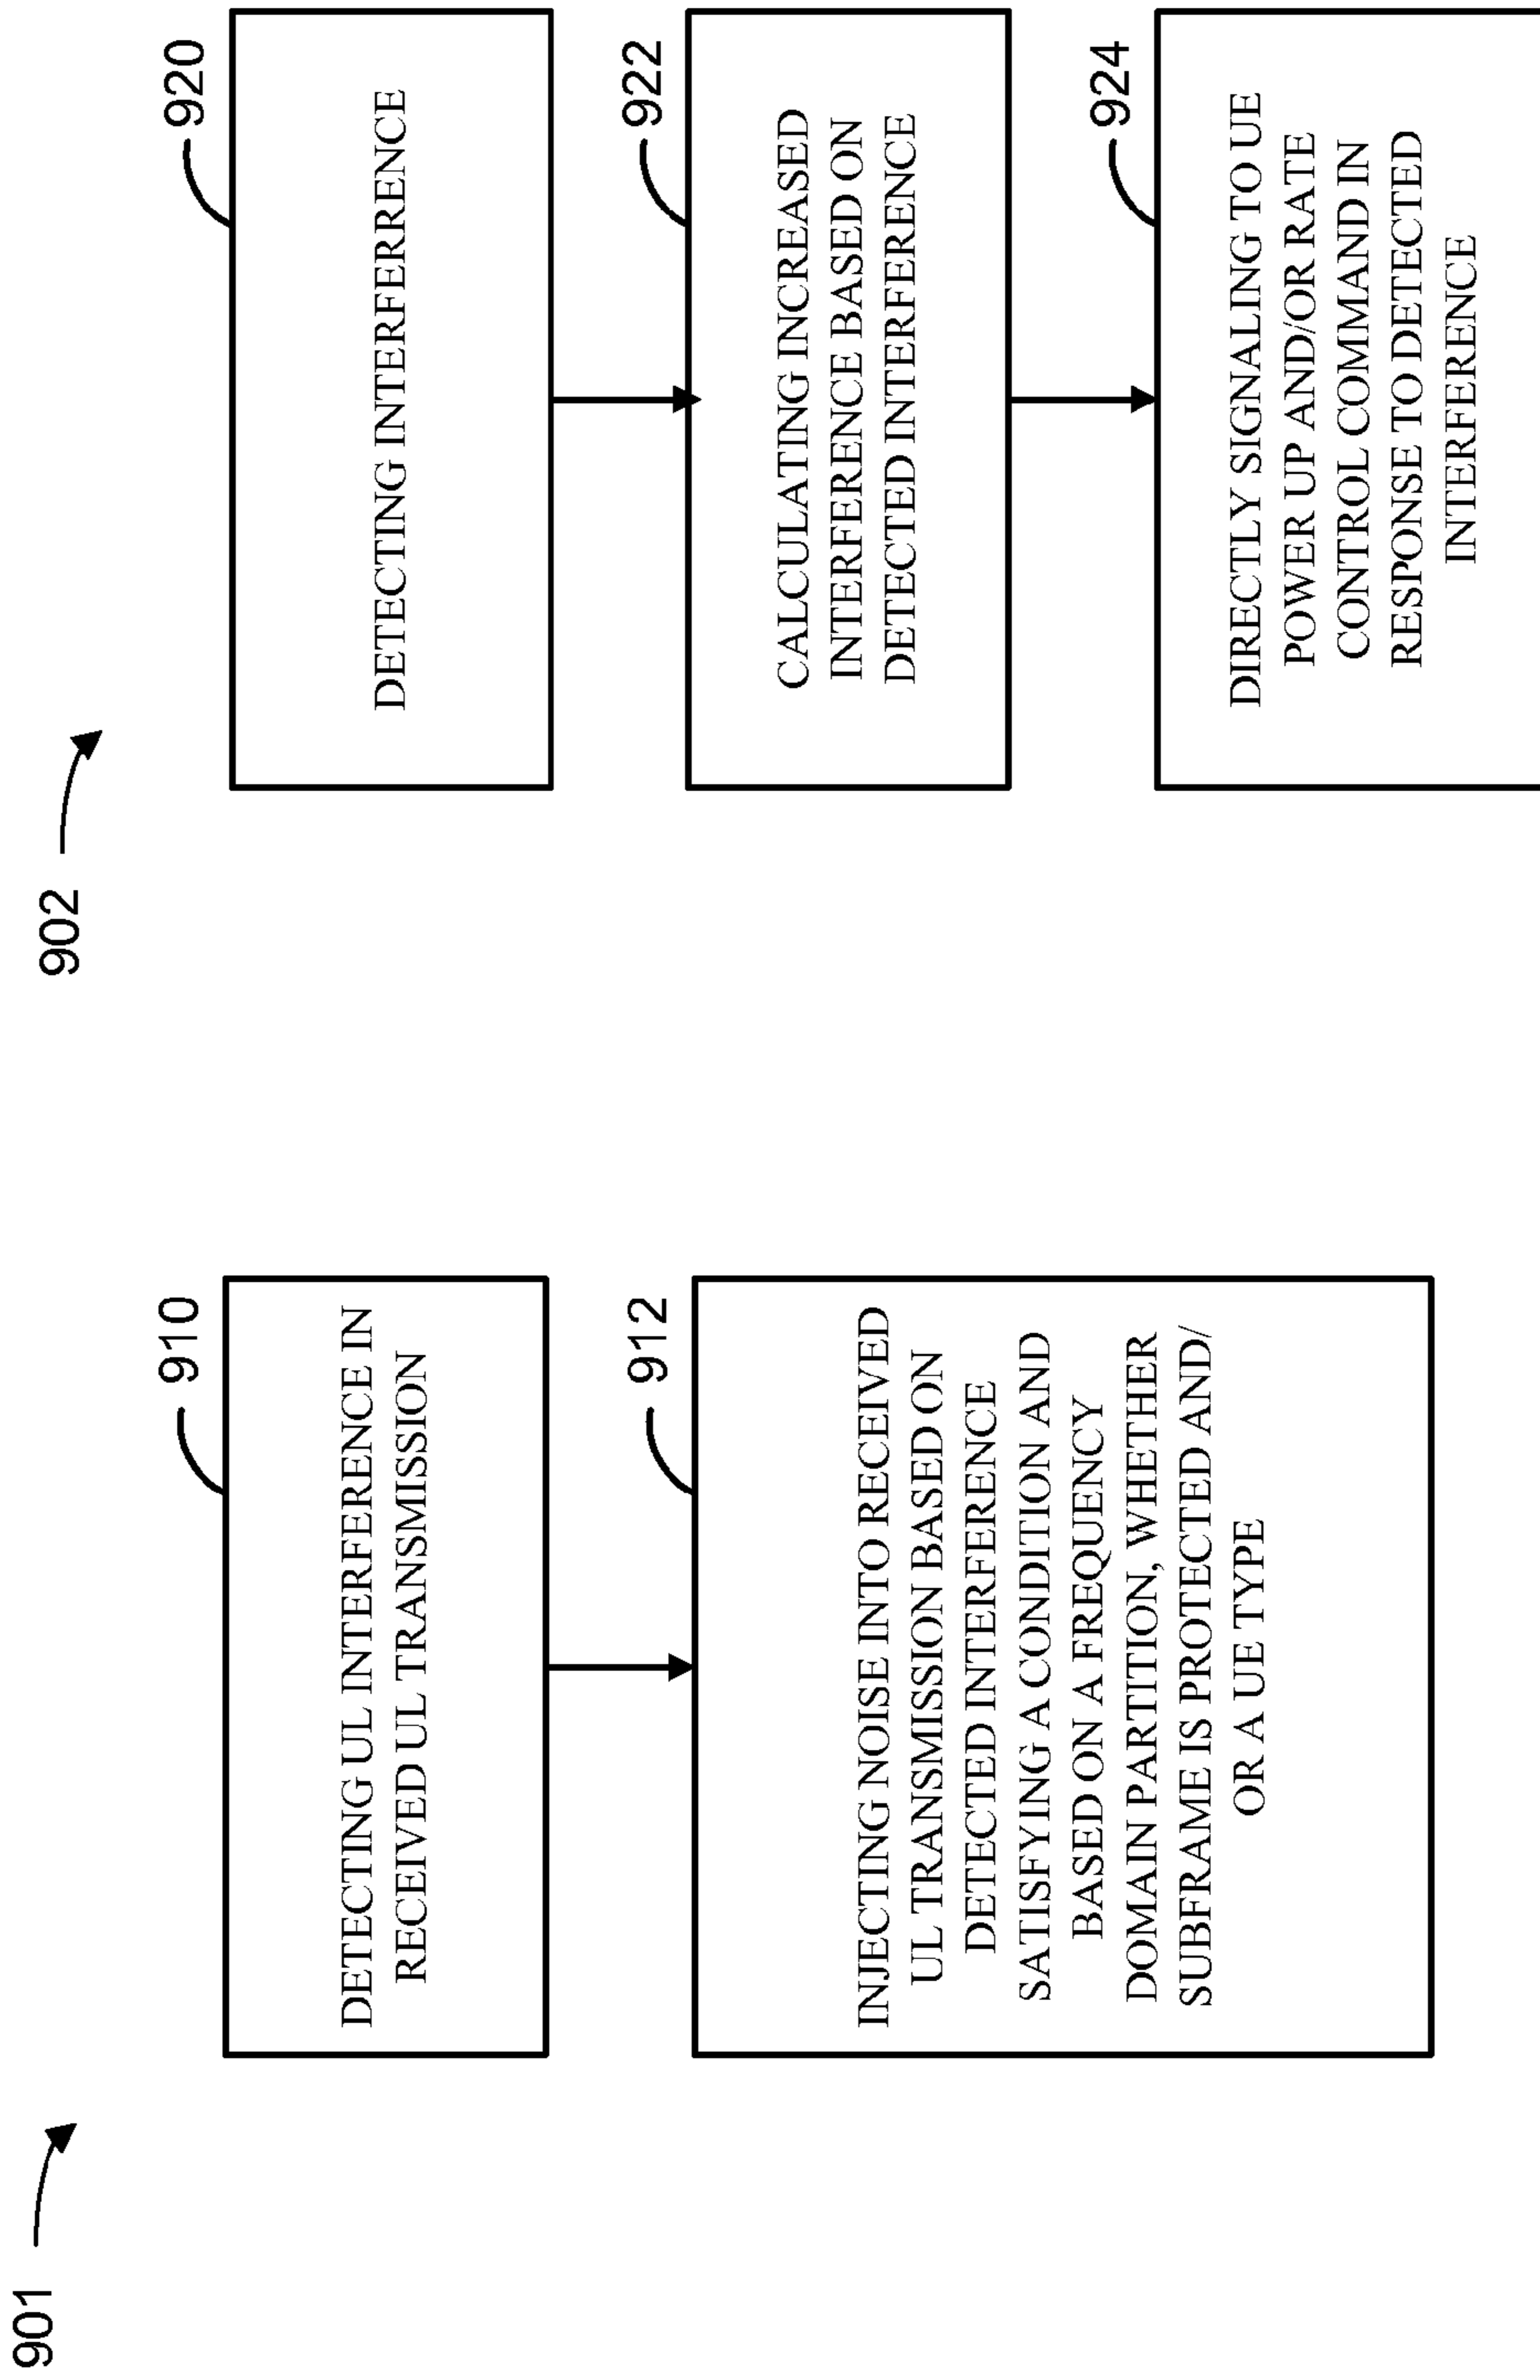 901
910
DETECTING UL INTERFERENCE IN
RECEIVED UL TRANSMISSION
912
INJECTING NOISE INTO RECEIVED
UL TRANSMISSION BASED ON
DETECTED INTERFERENCE
SATISFYING A CONDITION AND
BASED ON A FREQUENCY
DOMAIN PARTITION, WHETHER
SUBFRAME IS PROTECTED AND/
OR A UE TYPE
902
920
DETECTING INTERFERRENCE
922
CALCULATING INCREASED
INTERFERENCE BASED ON
DETECTED INTERFERENCE
924
DIRECTLY SIGNALING TO UE
POWER UP AND/OR RATE
CONTROL COMMAND IN
RESPONSE TO DETECTED
INTERFERENCE